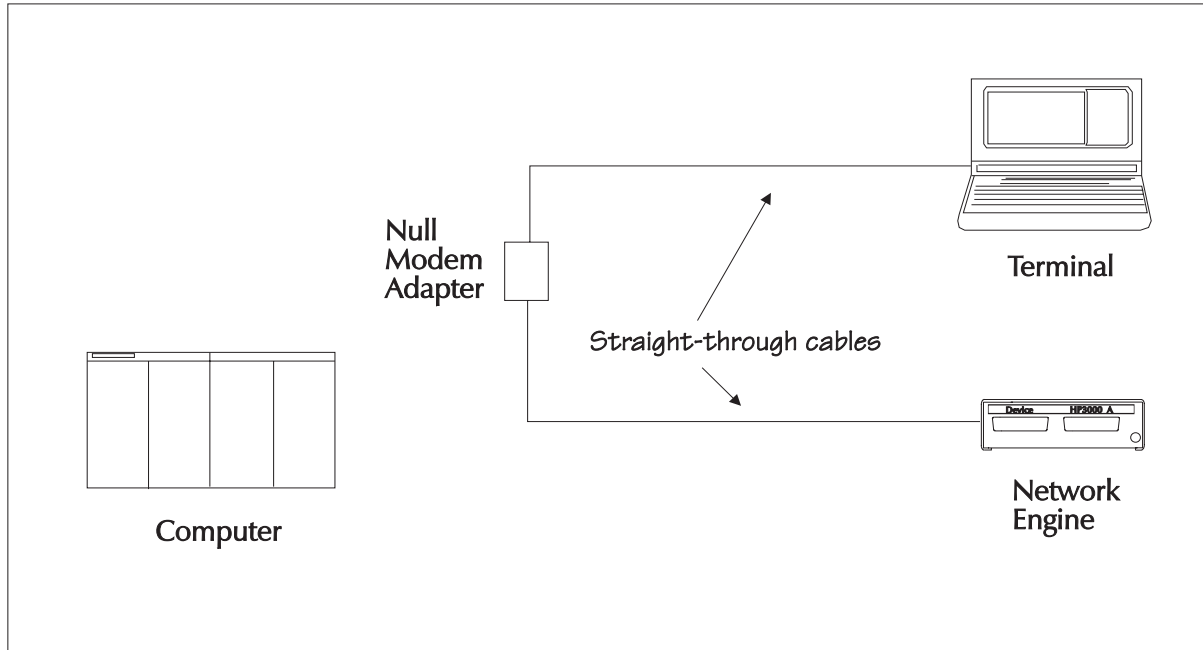 Null
Modem
Adapter
Terminal
Straight-through cables
Device HP3000 A
Computer
Network
Engine